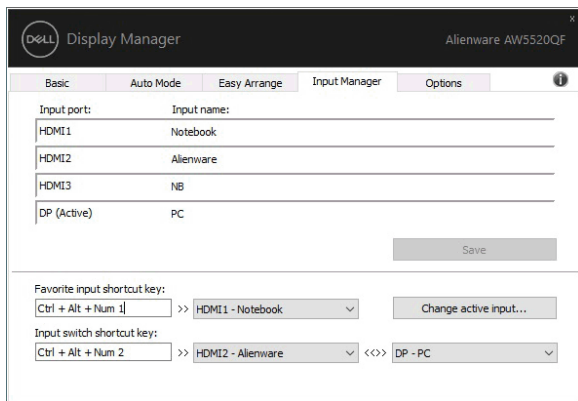 DELL Display Manager Alienware AW5520QF
x
Basic Auto Mode Easy Arrange Input Manager Options i
Input port: Input name:
HDMI1 Notebook
HDMI2 Alienware
HDMI3 NB
DP (Active) PC
Save
Favorite input shortcut key:
Ctrl + Alt + Num 1 >> HDMI1 - Notebook Change active input...
Input switch shortcut key:
Ctrl + Alt + Num 2 >> HDMI2 - Alienware <<>> DP - PC